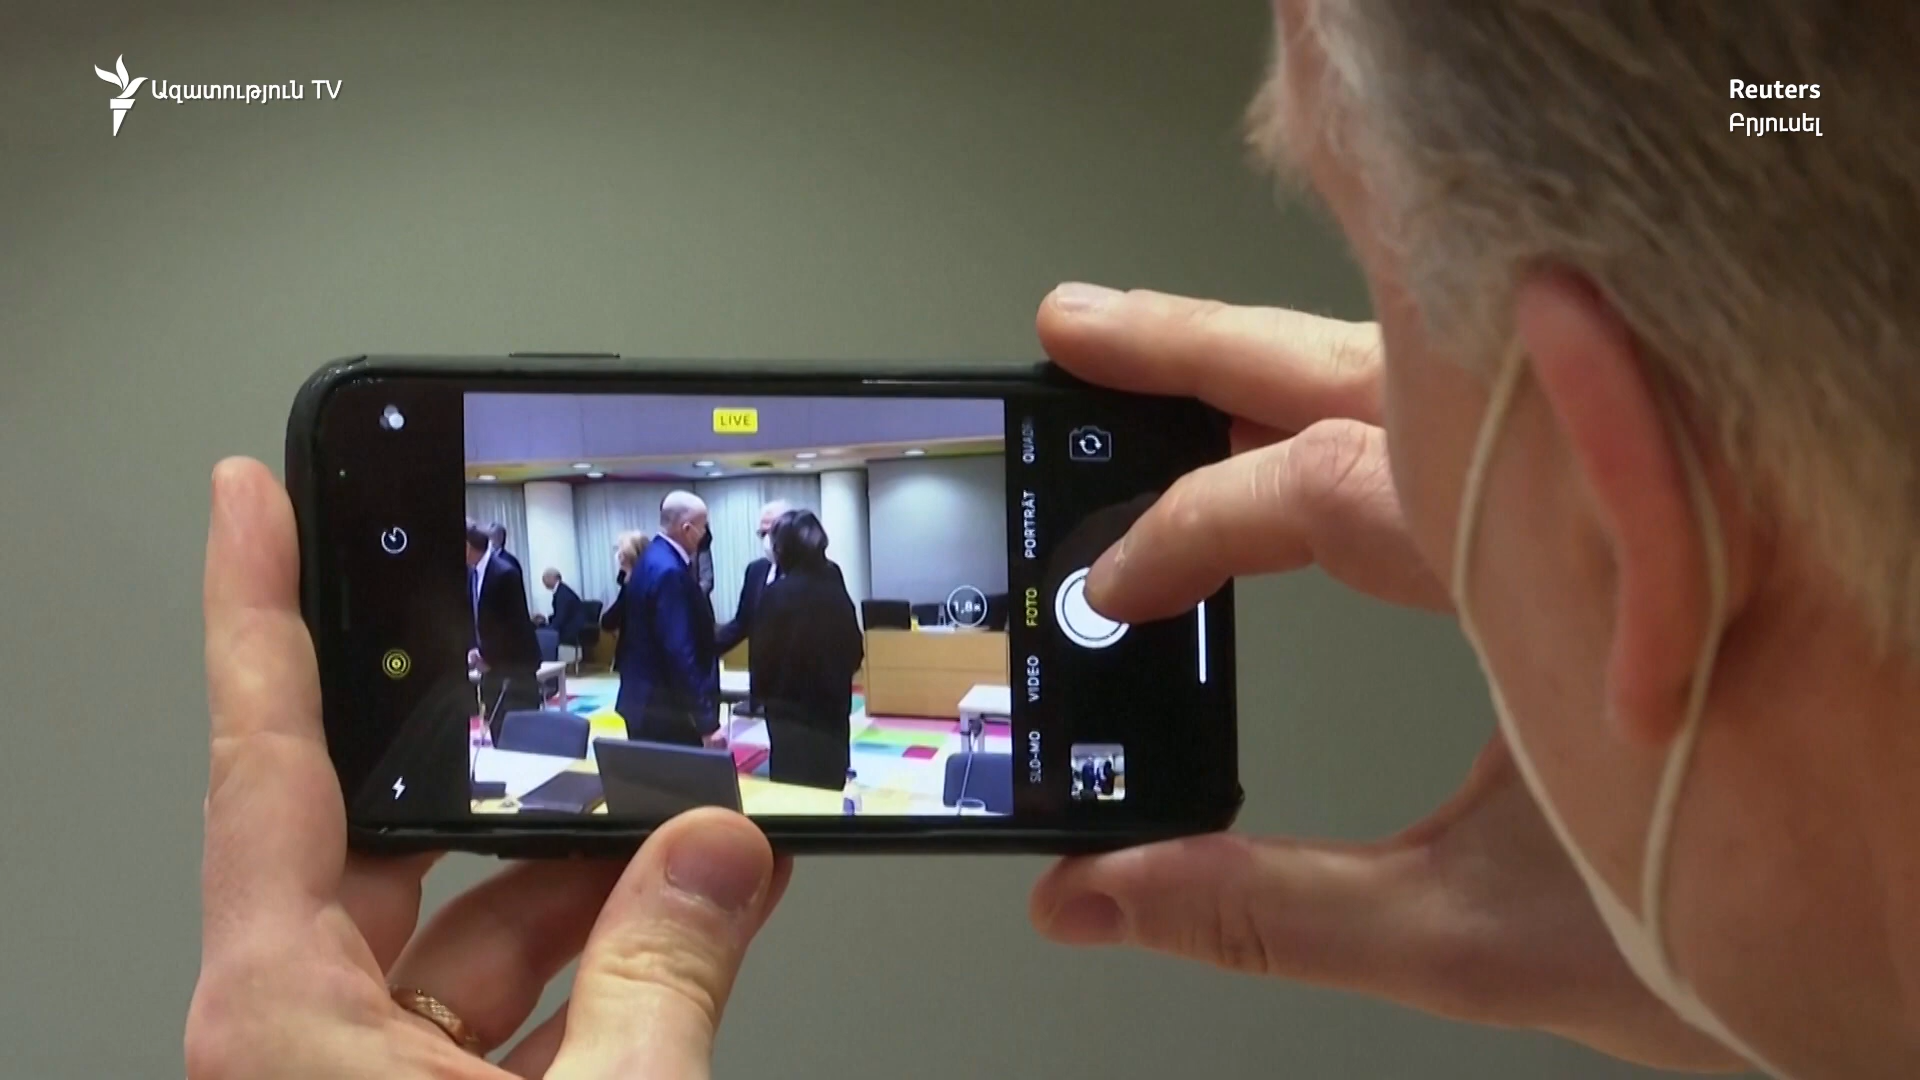 Ազատություն TV
Reuters
Բրյուսել
LIVE
1,8×
QUADR
PORTRÄT
FOTO
VIDEO
SLO-MO